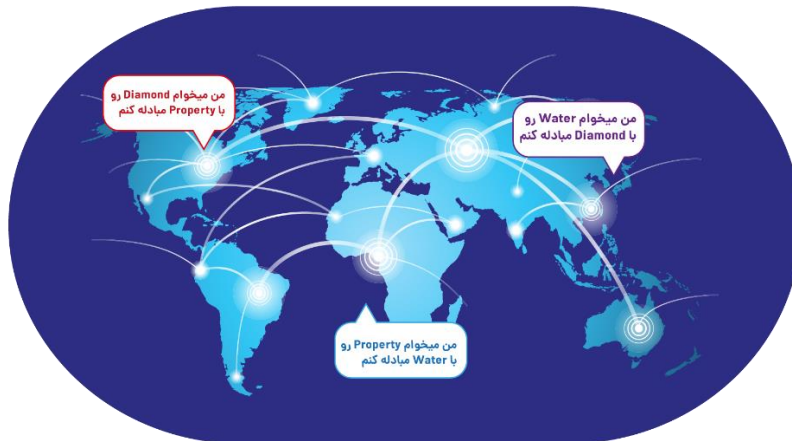 من میخوام Diamond رو
با Property مبادله کنم
من میخوام Water رو
با Diamond مبادله کنم
من میخوام Property رو
با Water مبادله کنم